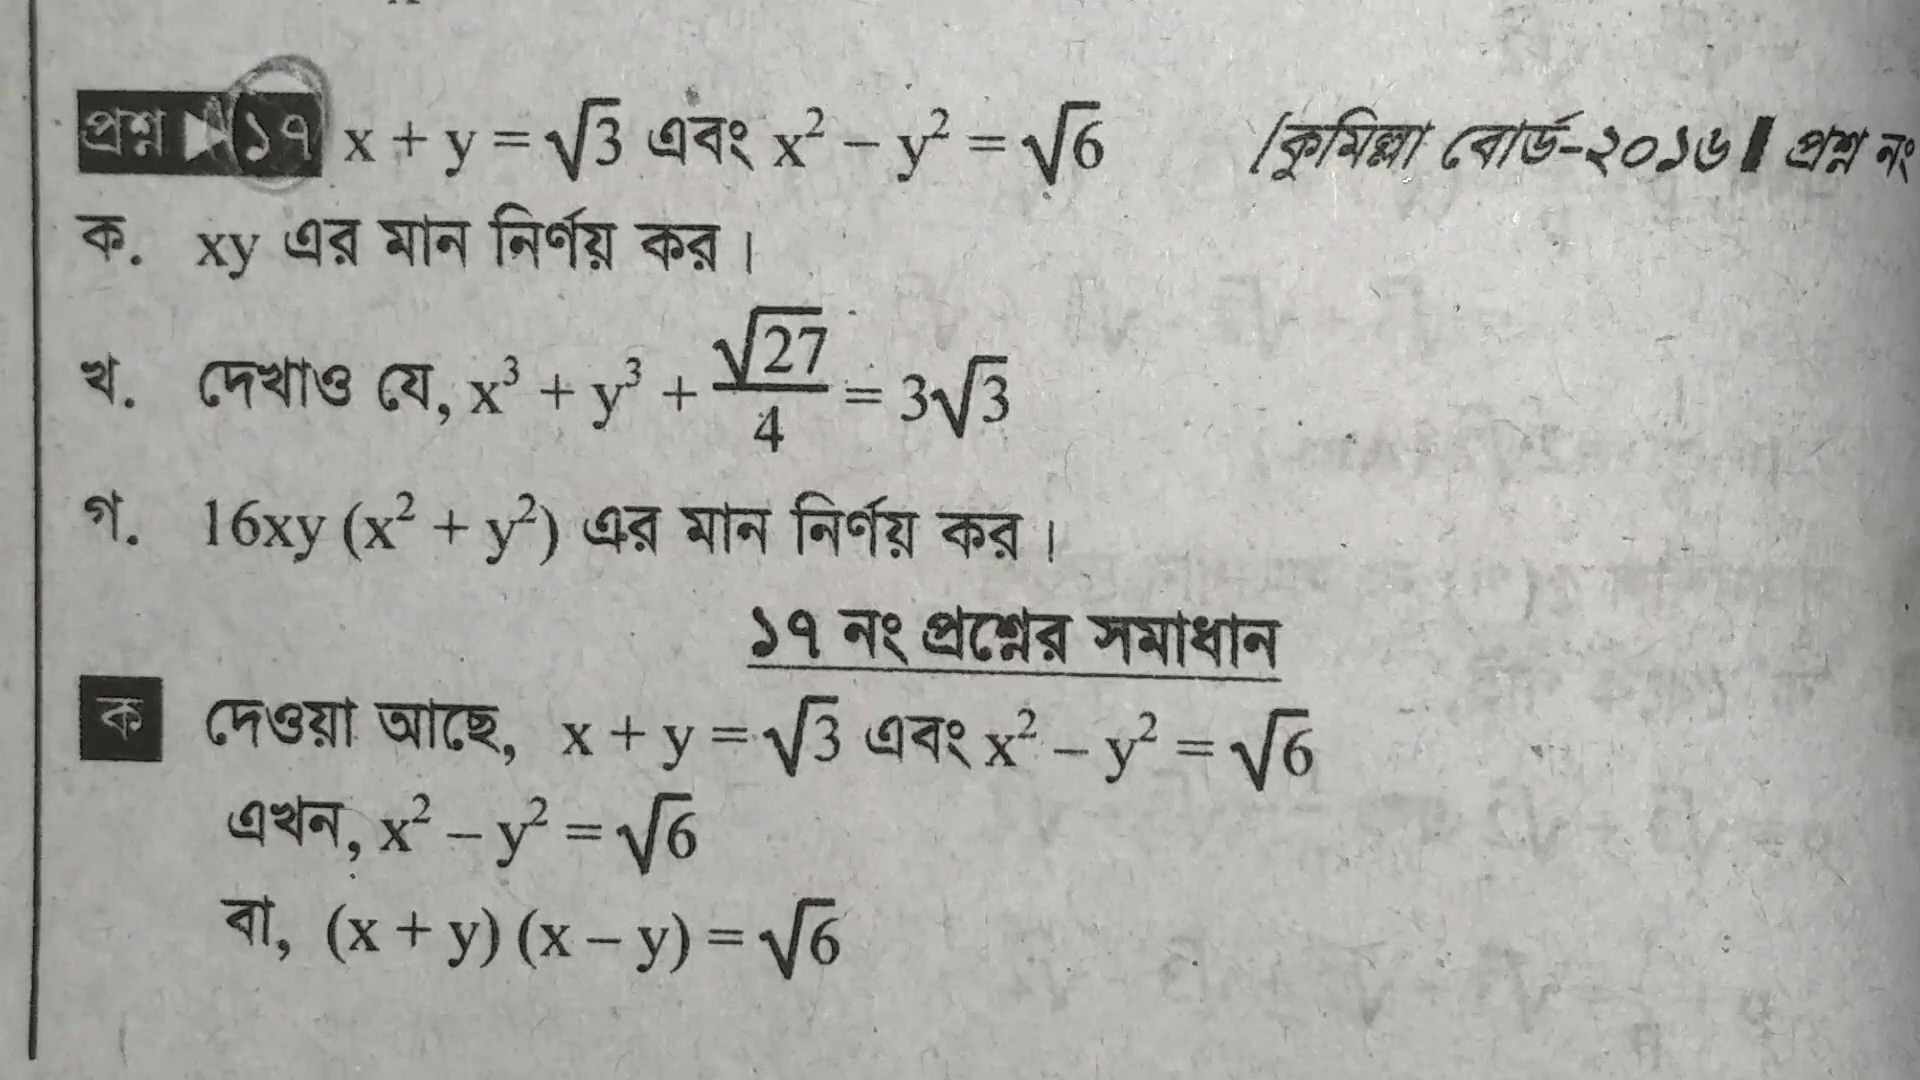 প্রশ্ন ▶ ১৭ x + y = √3 এবং x² – y² = √6 [কুমিল্লা বোর্ড-২০১৬ ▌ প্রশ্ন নং
ক. xy এর মান নির্ণয় কর।
খ. দেখাও যে, x³ + y³ + √27/4 = 3√3
গ. 16xy (x² + y²) এর মান নির্ণয় কর।
১৭ নং প্রশ্নের সমাধান
ক দেওয়া আছে, x + y = √3 এবং x² – y² = √6
এখন, x² – y² = √6
বা, (x + y) (x – y) = √6